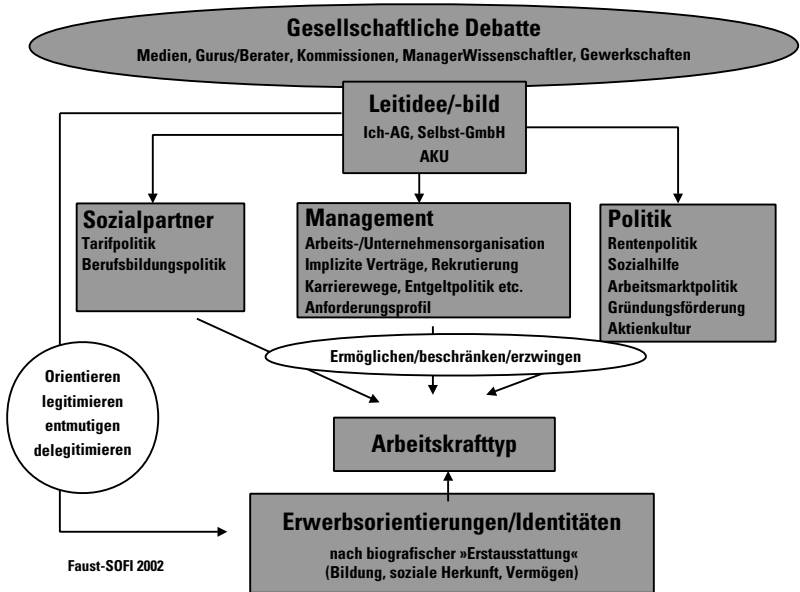 Gesellschaftliche Debatte
Medien, Gurus/Berater, Kommissionen, ManagerWissenschaftler, Gewerkschaften
Leitidee/-bild
Ich-AG, Selbst-GmbH
AKU
Sozialpartner
Tarifpolitik
Berufsbildungspolitik
Management
Arbeits-/Unternehmensorganisation
Implizite Verträge, Rekrutierung
Karrierewege, Entgeltpolitik etc.
Anforderungsprofil
Politik
Rentenpolitik
Sozialhilfe
Arbeitsmarktpolitik
Gründungsförderung
Aktienkultur
Ermöglichen/beschränken/erzwingen
Orientieren
legitimieren
entmutigen
delegitimieren
Arbeitskrafttyp
Erwerbsorientierungen/Identitäten
nach biografischer »Erstausstattung«
(Bildung, soziale Herkunft, Vermögen)
Faust-SOFI 2002